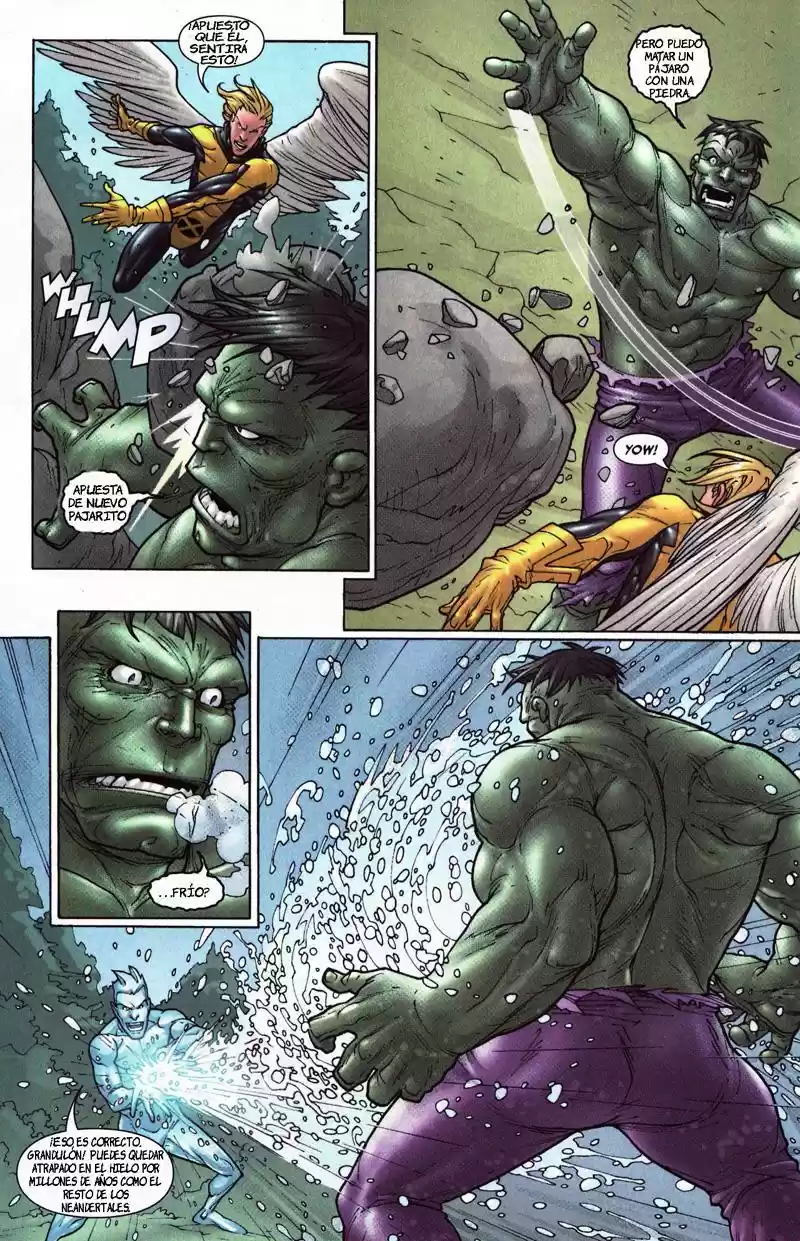 ¡APUESTO
QUE ÉL
SENTIRÁ
ESTO!
WHUMP
APUESTA
DE NUEVO
PAJARITO
PERO PUEDO
MATAR UN
PÁJARO
CON UNA
PIEDRA.
YOW!
...FRÍO?
¡ESO ES CORRECTO,
GRANDULÓN! PUEDES QUEDAR
ATRAPADO EN EL HIELO POR
MILLONES DE AÑOS COMO EL
RESTO DE LOS
NEANDERTALES.